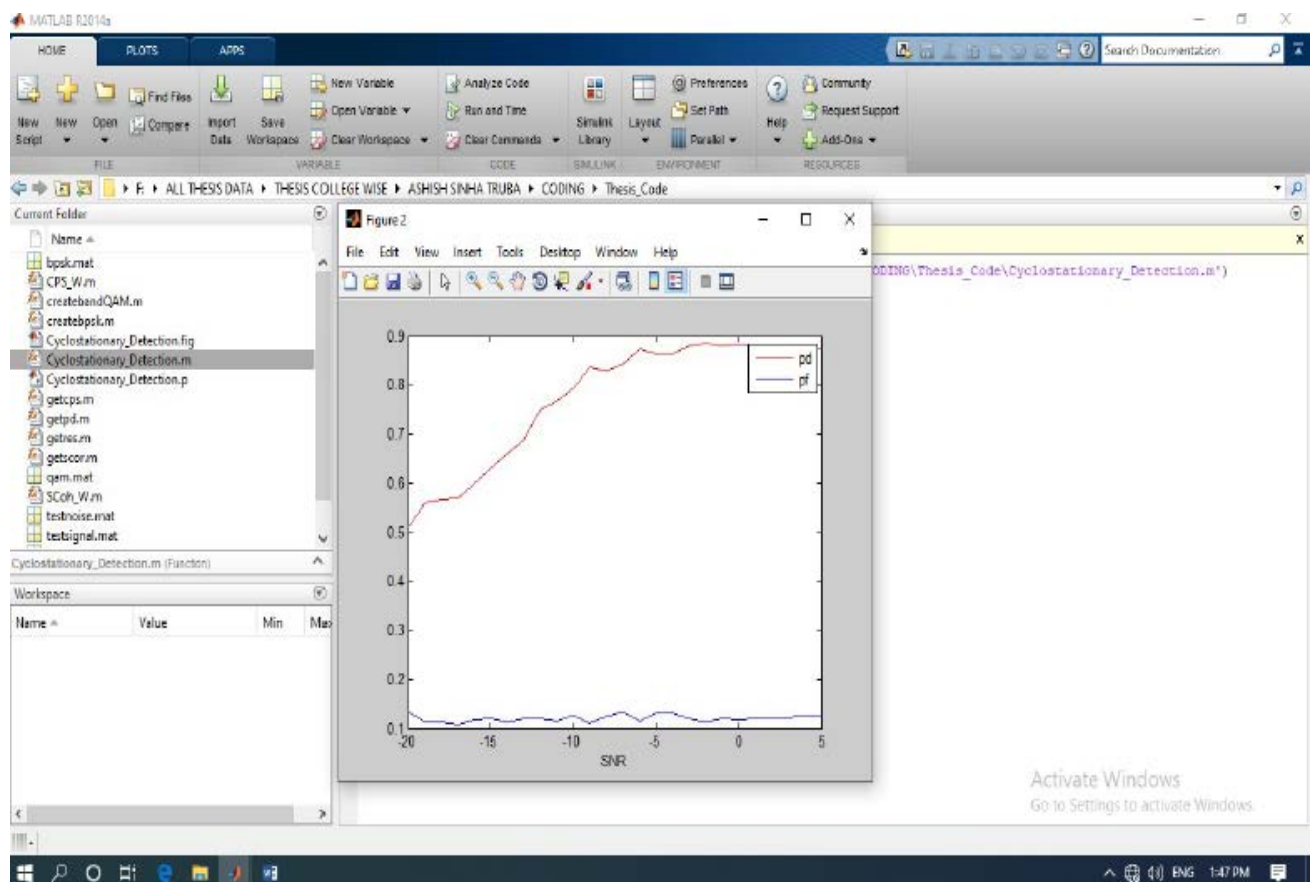 MATLAB R2014a
HOME PLOTS APPS
Search Documentation
New Script
New
Open
Find Files
Compare
Import Data
Save Workspace
New Variable
Open Variable
Clear Workspace
Analyze Code
Run and Time
Clear Commands
Simulink Library
Layout
Preferences
Set Path
Parallel
Help
Community
Request Support
Add-Ons
FILE VARIABLE CODE SIMULINK ENVIRONMENT RESOURCES
F: ALL THESIS DATA THESIS COLLEGE WISE ASHISH SINHA TRUBA CODING Thesis_Code
Current Folder
Name
bpsk.mat
CPS_W.m
createbandQAM.m
createbpsk.m
Cyclostationary_Detection.fig
Cyclostationary_Detection.m
Cyclostationary_Detection.p
getcps.m
getpd.m
getres.m
getscor.m
qam.mat
SCoh_W.m
testnoise.mat
testsignal.mat
Cyclostationary_Detection.m (Function)
Workspace
Name Value Min Max
Figure 2
File Edit View Insert Tools Desktop Window Help
ODING\Thesis_Code\Cyclostationary_Detection.m')
0.9
0.8
0.7
0.6
0.5
0.4
0.3
0.2
0.1
-20 -15 -10 -5 0 5
SNR
pd
pf
Activate Windows
Go to Settings to activate Windows.
ENG 1:47 PM